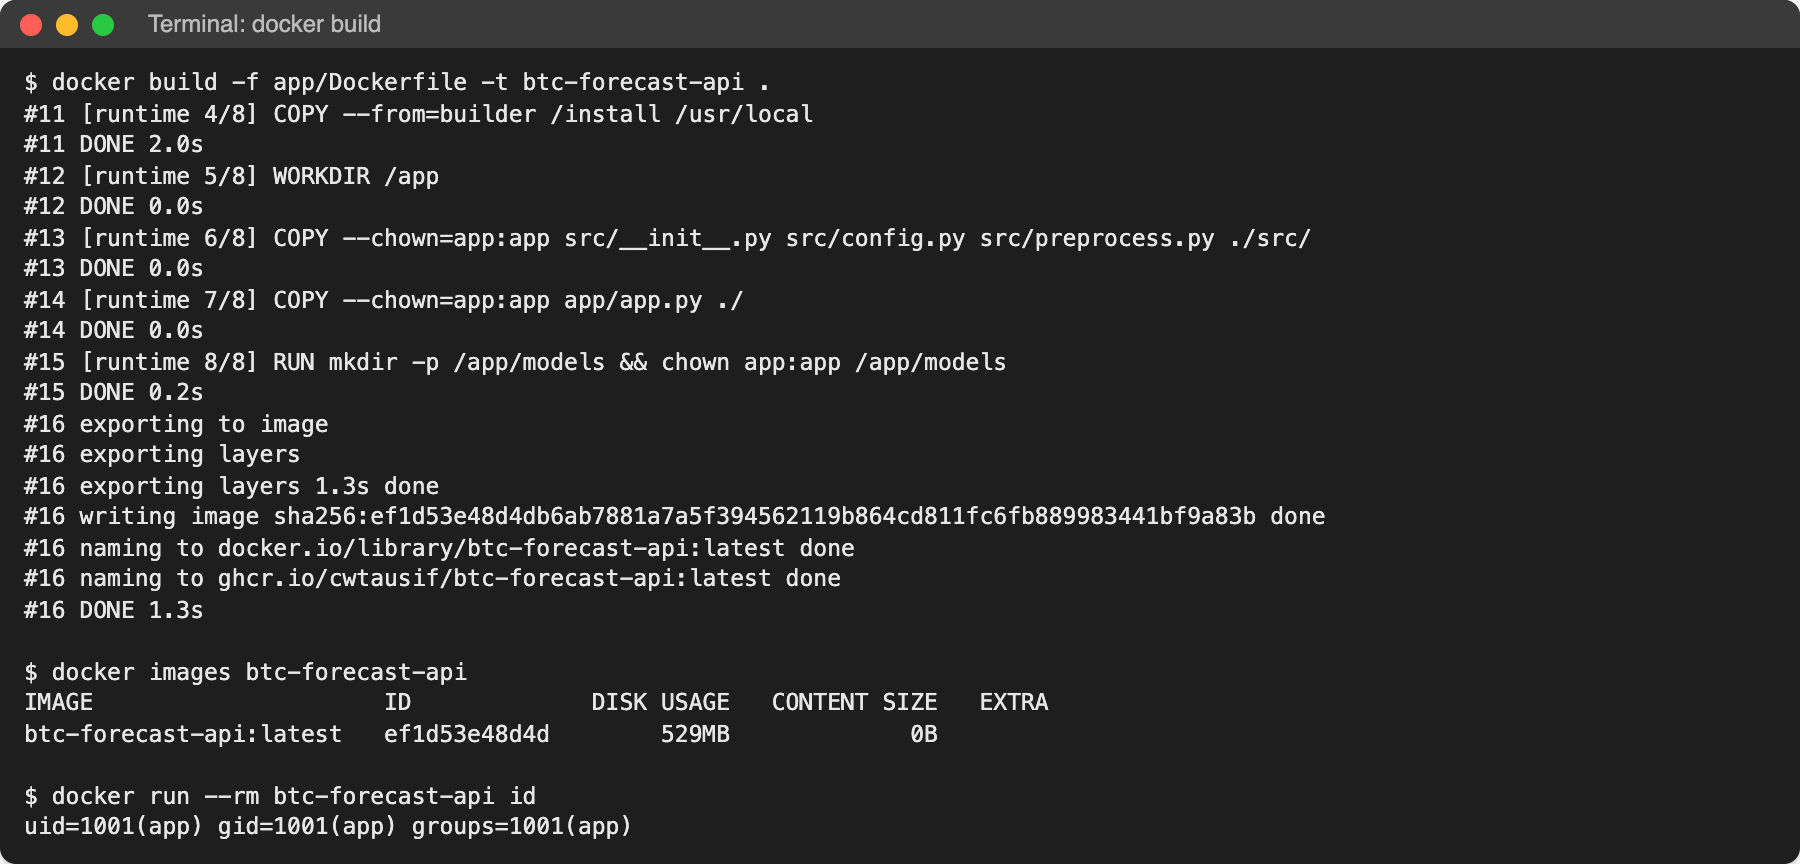 Terminal: docker build
$ docker build -f app/Dockerfile -t btc-forecast-api .
#11 [runtime 4/8] COPY --from=builder /install /usr/local
#11 DONE 2.0s
#12 [runtime 5/8] WORKDIR /app
#12 DONE 0.0s
#13 [runtime 6/8] COPY --chown=app:app src/__init__.py src/config.py src/preprocess.py ./src/
#13 DONE 0.0s
#14 [runtime 7/8] COPY --chown=app:app app/app.py ./
#14 DONE 0.0s
#15 [runtime 8/8] RUN mkdir -p /app/models && chown app:app /app/models
#15 DONE 0.2s
#16 exporting to image
#16 exporting layers
#16 exporting layers 1.3s done
#16 writing image sha256:ef1d53e48d4db6ab7881a7a5f394562119b864cd811fc6fb889983441bf9a83b done
#16 naming to docker.io/library/btc-forecast-api:latest done
#16 naming to ghcr.io/cwtausif/btc-forecast-api:latest done
#16 DONE 1.3s
$ docker images btc-forecast-api
IMAGE                     ID             DISK USAGE   CONTENT SIZE   EXTRA
btc-forecast-api:latest   ef1d53e48d4d        529MB             0B
$ docker run --rm btc-forecast-api id
uid=1001(app) gid=1001(app) groups=1001(app)